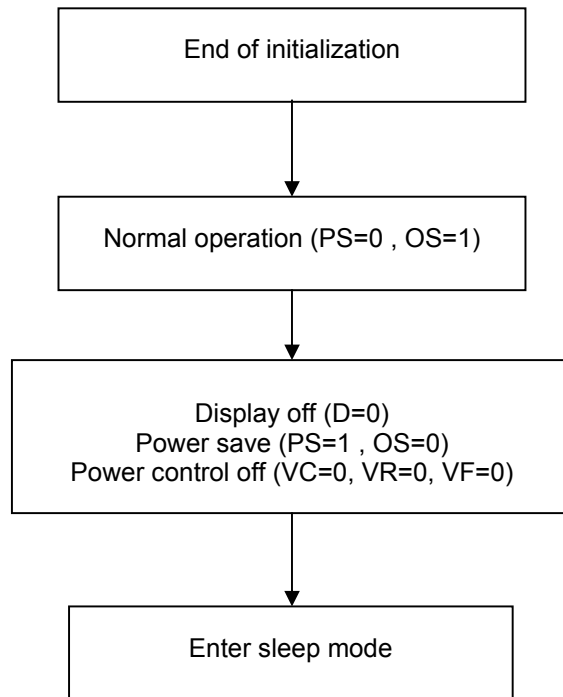 End of initialization
Normal operation (PS=0 , OS=1)
Display off (D=0)
Power save (PS=1 , OS=0)
Power control off (VC=0, VR=0, VF=0)
Enter sleep mode